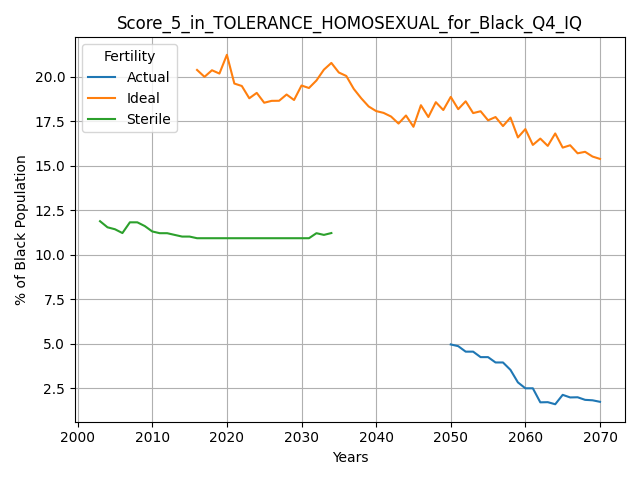 Score_5_in_TOLERANCE_HOMOSEXUAL_for_Black_Q4_IQ
Fertility
Actual
Ideal
Sterile
% of Black Population
20.0
17.5
15.0
12.5
10.0
7.5
5.0
2.5
2000 2010 2020 2030 2040 2050 2060 2070
Years